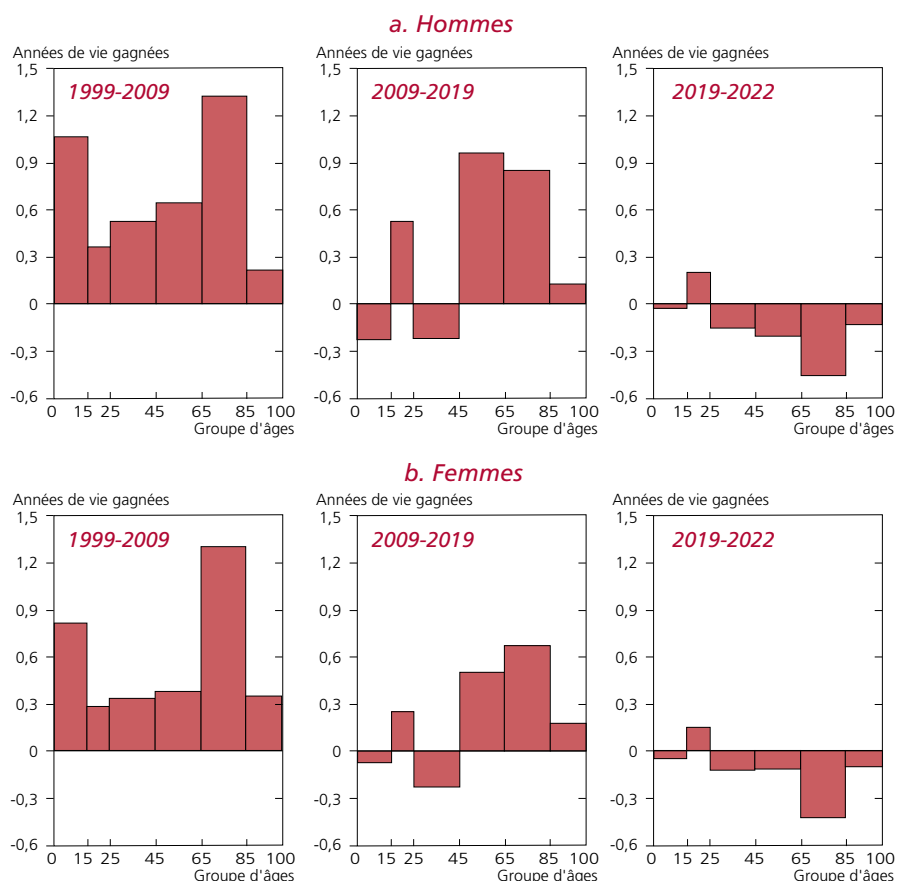 a. Hommes
Années de vie gagnées Années de vie gagnées Années de vie gagnées
1,5 1,5 1,5
1999-2009 2009-2019 2019-2022
1,2 1,2 1,2
0,9 0,9 0,9
0,6 0,6 0,6
0,3 0,3 0,3
0 0 0
-0,3 -0,3 -0,3
-0,6 -0,6 -0,6
0 15 25 45 65 85 100 0 15 25 45 65 85 100 0 15 25 45 65 85 100
Groupe d'âges Groupe d'âges Groupe d'âges
b. Femmes
Années de vie gagnées Années de vie gagnées Années de vie gagnées
1,5 1,5 1,5
1999-2009 2009-2019 2019-2022
1,2 1,2 1,2
0,9 0,9 0,9
0,6 0,6 0,6
0,3 0,3 0,3
0 0 0
-0,3 -0,3 -0,3
-0,6 -0,6 -0,6
0 15 25 45 65 85 100 0 15 25 45 65 85 100 0 15 25 45 65 85 100
Groupe d'âges Groupe d'âges Groupe d'âges